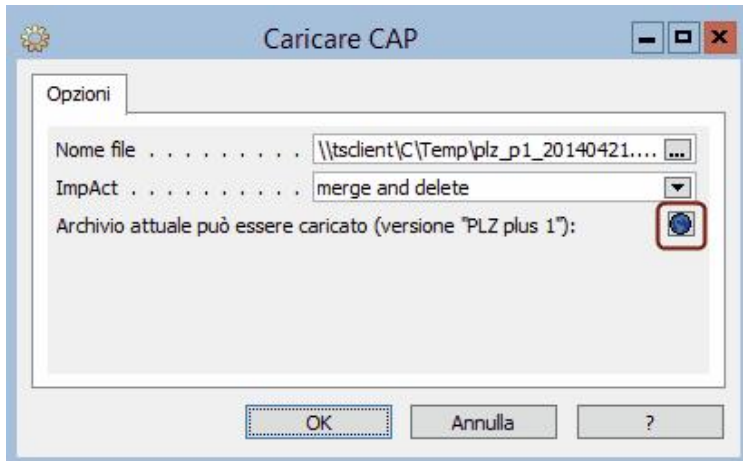 Caricare CAP
Opzioni
Nome file . . . . . . . . . . \\tsclient\C\Temp\plz_p1_20140421.... ...
ImpAct . . . . . . . . . . . merge and delete
Archivio attuale può essere caricato (versione "PLZ plus 1"):
OK Annulla ?